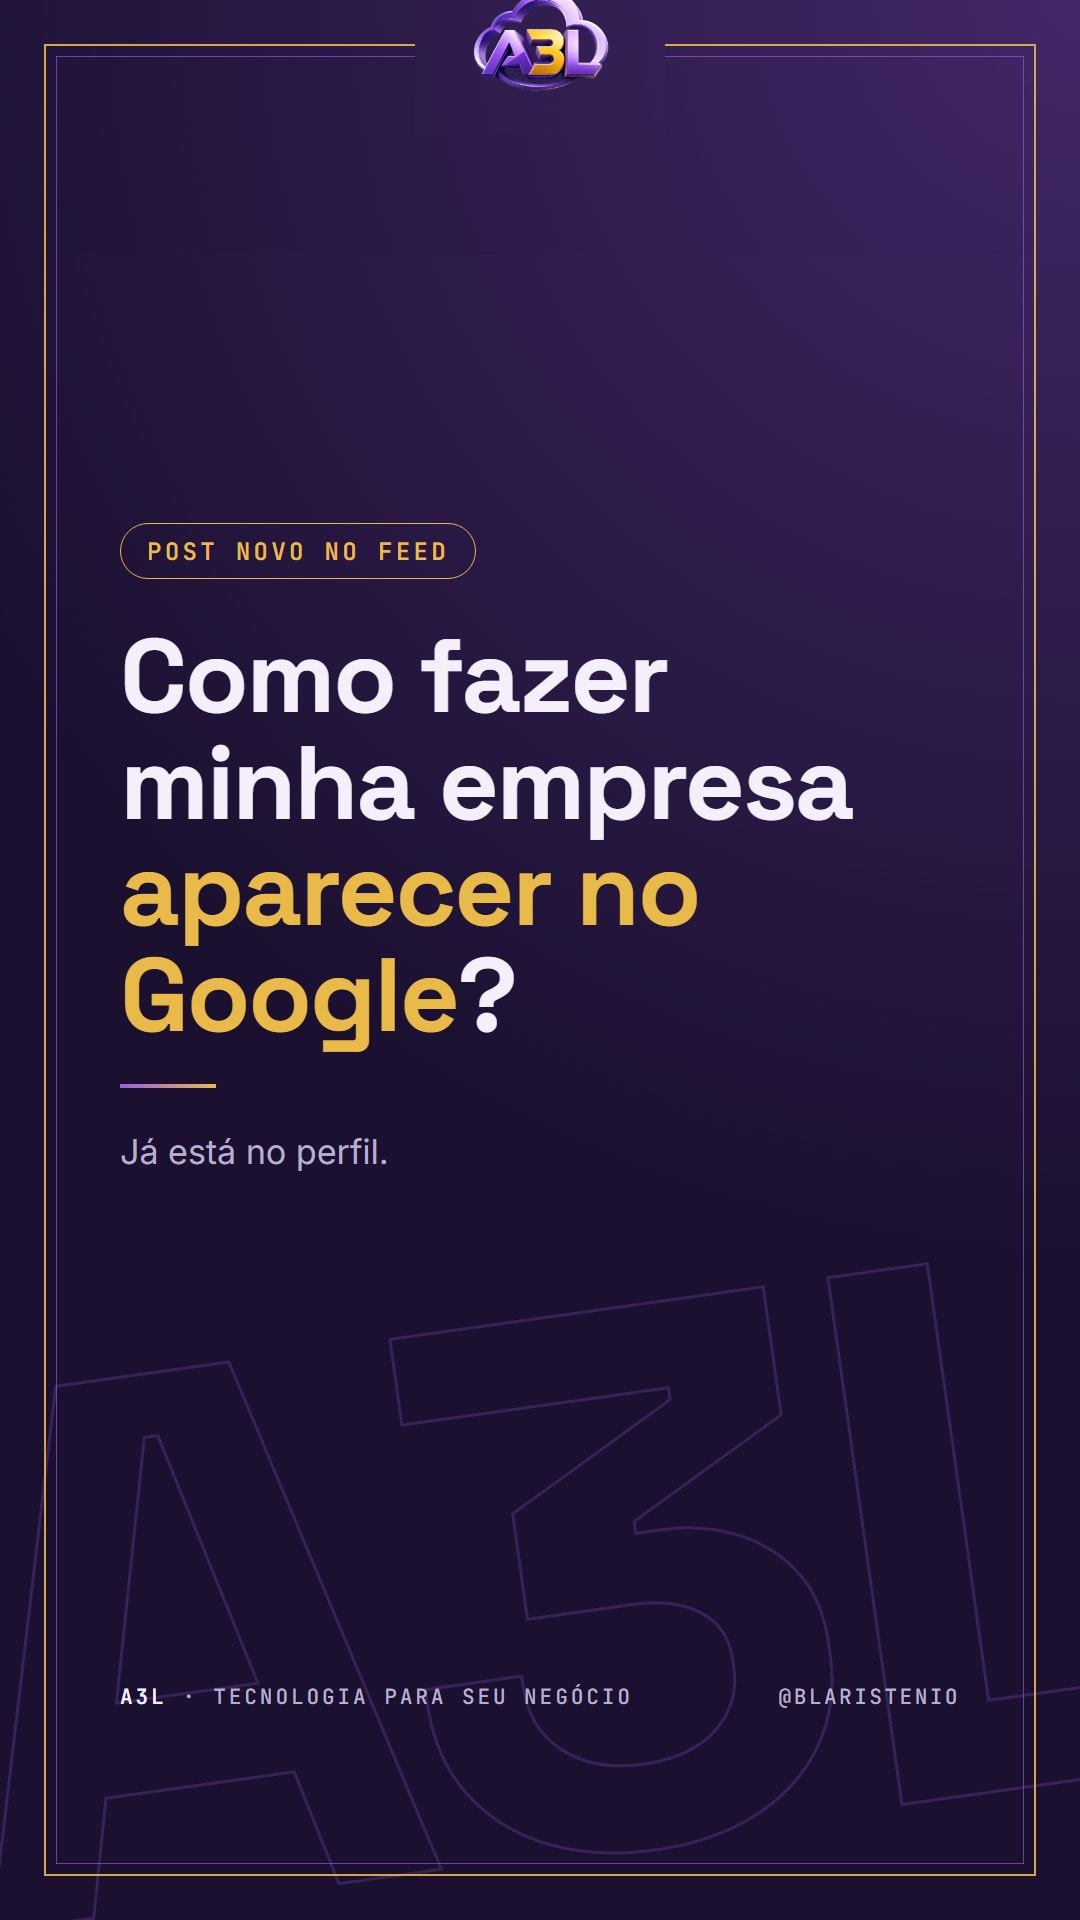 A3L
POST NOVO NO FEED
Como fazer
minha empresa
aparecer no
Google?
Já está no perfil.
A3L
A3L · TECNOLOGIA PARA SEU NEGÓCIO @BLARISTENIO